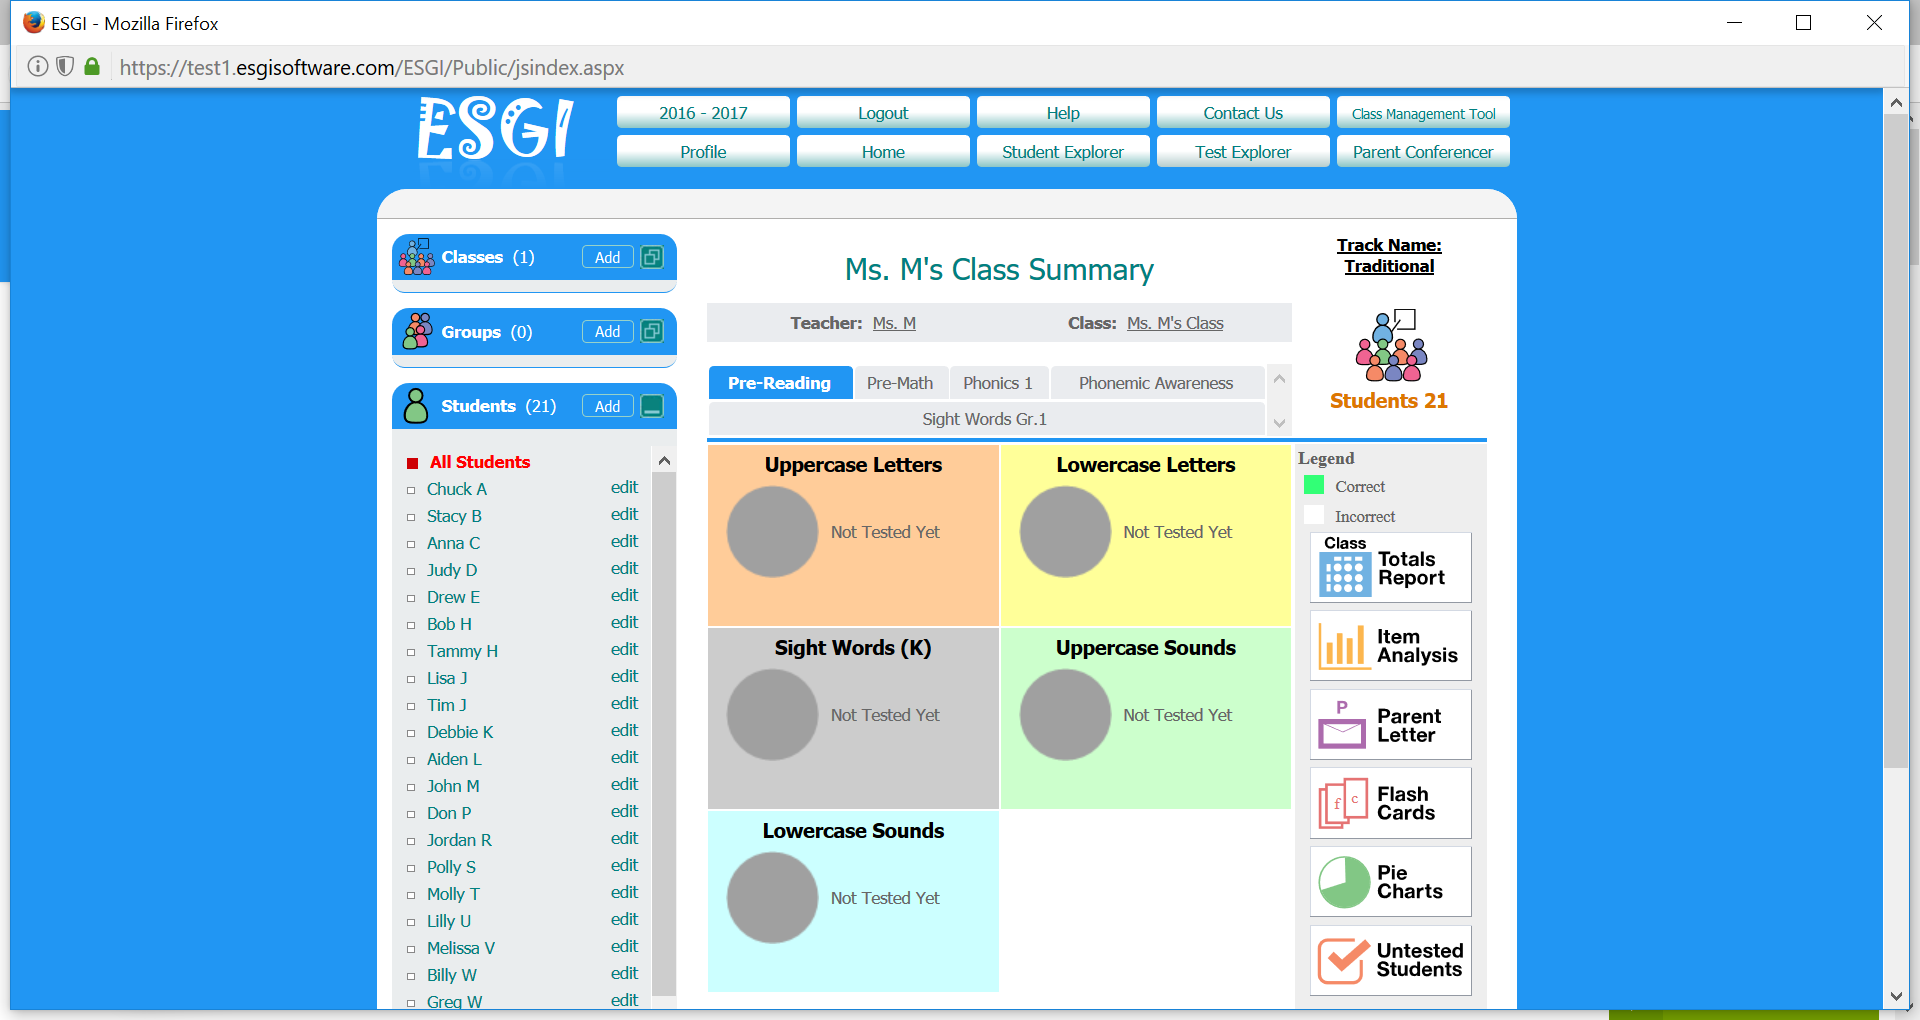 ESGI - Mozilla Firefox
https://test1.esgisoftware.com/ESGI/Public/jsindex.aspx
ESGI
2016 - 2017
Logout
Help
Contact Us
Class Management Tool
Profile
Home
Student Explorer
Test Explorer
Parent Conferencer
Classes (1)
Add
Groups (0)
Add
Students (21)
Add
All Students
Chuck A edit
Stacy B edit
Anna C edit
Judy D edit
Drew E edit
Bob H edit
Tammy H edit
Lisa J edit
Tim J edit
Debbie K edit
Aiden L edit
John M edit
Don P edit
Jordan R edit
Polly S edit
Molly T edit
Lilly U edit
Melissa V edit
Billy W edit
Greg W edit
Ms. M's Class Summary
Teacher: Ms. M
Class: Ms. M's Class
Pre-Reading
Pre-Math
Phonics 1
Phonemic Awareness
Sight Words Gr.1
Uppercase Letters
Not Tested Yet
Lowercase Letters
Not Tested Yet
Sight Words (K)
Not Tested Yet
Uppercase Sounds
Not Tested Yet
Lowercase Sounds
Not Tested Yet
Track Name:
Traditional
Students 21
Legend
Correct
Incorrect
Class
Totals
Report
Item
Analysis
P
Parent
Letter
f c
Flash
Cards
Pie
Charts
Untested
Students